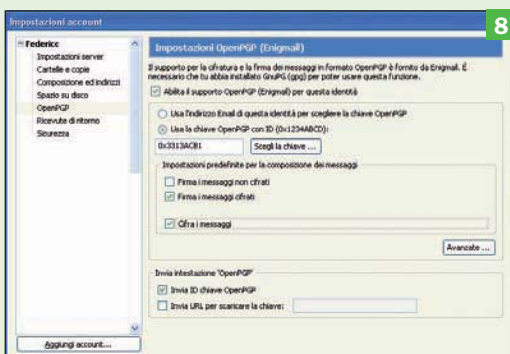 Impostazioni account
8
Federico
Impostazioni server
Cartelle e copie
Composizione ed indirizzi
Spazio su disco
OpenPGP
Ricevute di ritorno
Sicurezza
Aggiungi account...
Impostazioni OpenPGP (Enigmail)
Il supporto per la cifratura e la firma dei messaggi in formato OpenPGP è fornito da Enigmail. È
necessario che tu abbia installato GnuPG (gpg) per poter usare questa funzione.
Abilita il supporto OpenPGP (Enigmail) per questa identità
Usa l'indirizzo Email di questa identità per scegliere la chiave OpenPGP
Usa la chiave OpenPGP con ID (0x1234ABCD):
0x3313ACB1 Scegli la chiave ...
Impostazioni predefinite per la composizione dei messaggi
Firma i messaggi non cifrati
Firma i messaggi cifrati
Cifra i messaggi
Avanzate ...
Invia intestazione 'OpenPGP'
Invia ID chiave OpenPGP
Invia URL per scaricare la chiave: